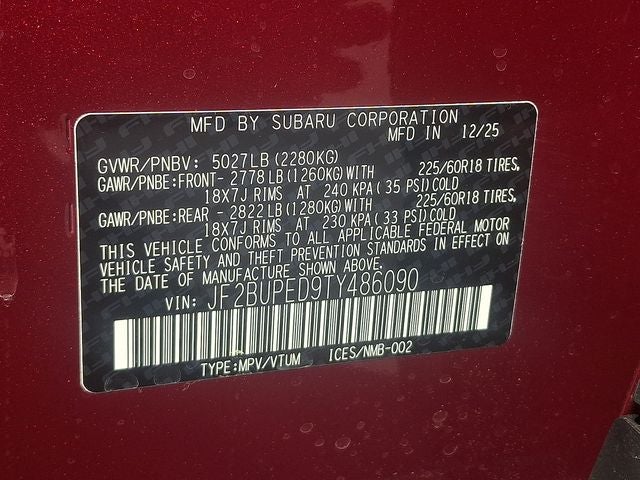 MFD BY SUBARU CORPORATION
MFD IN 12/25
GVWR/PNBV: 5027LB(2280KG)
GAWR/PNBE:FRONT- 2778LB(1260KG)WITH 225/60R18 TIRES,
18X7J RIMS AT 240 KPA(35 PSI)COLD
GAWR/PNBE:REAR - 2822LB(1280KG)WITH 225/60R18 TIRES,
18X7J RIMS AT 230 KPA(33 PSI)COLD
THIS VEHICLE CONFORMS TO ALL APPLICABLE FEDERAL MOTOR
VEHICLE SAFETY AND THEFT PREVENTION STANDARDS IN EFFECT ON
THE DATE OF MANUFACTURE SHOWN ABOVE.
VIN: JF2BUPED9TY486090
TYPE:MPV/VTUM ICES/NMB-002